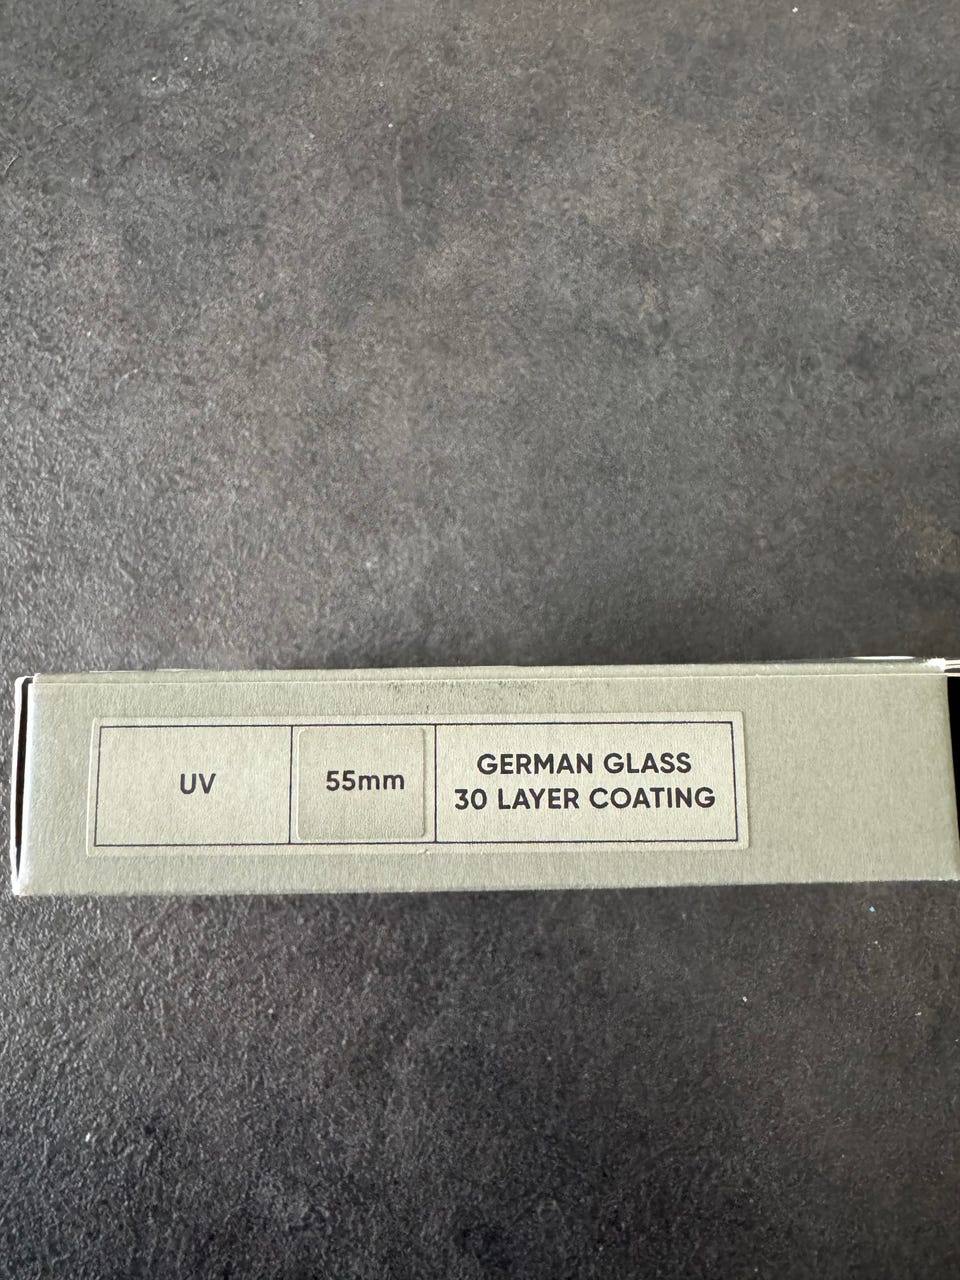 UV
55mm
GERMAN GLASS
30 LAYER COATING